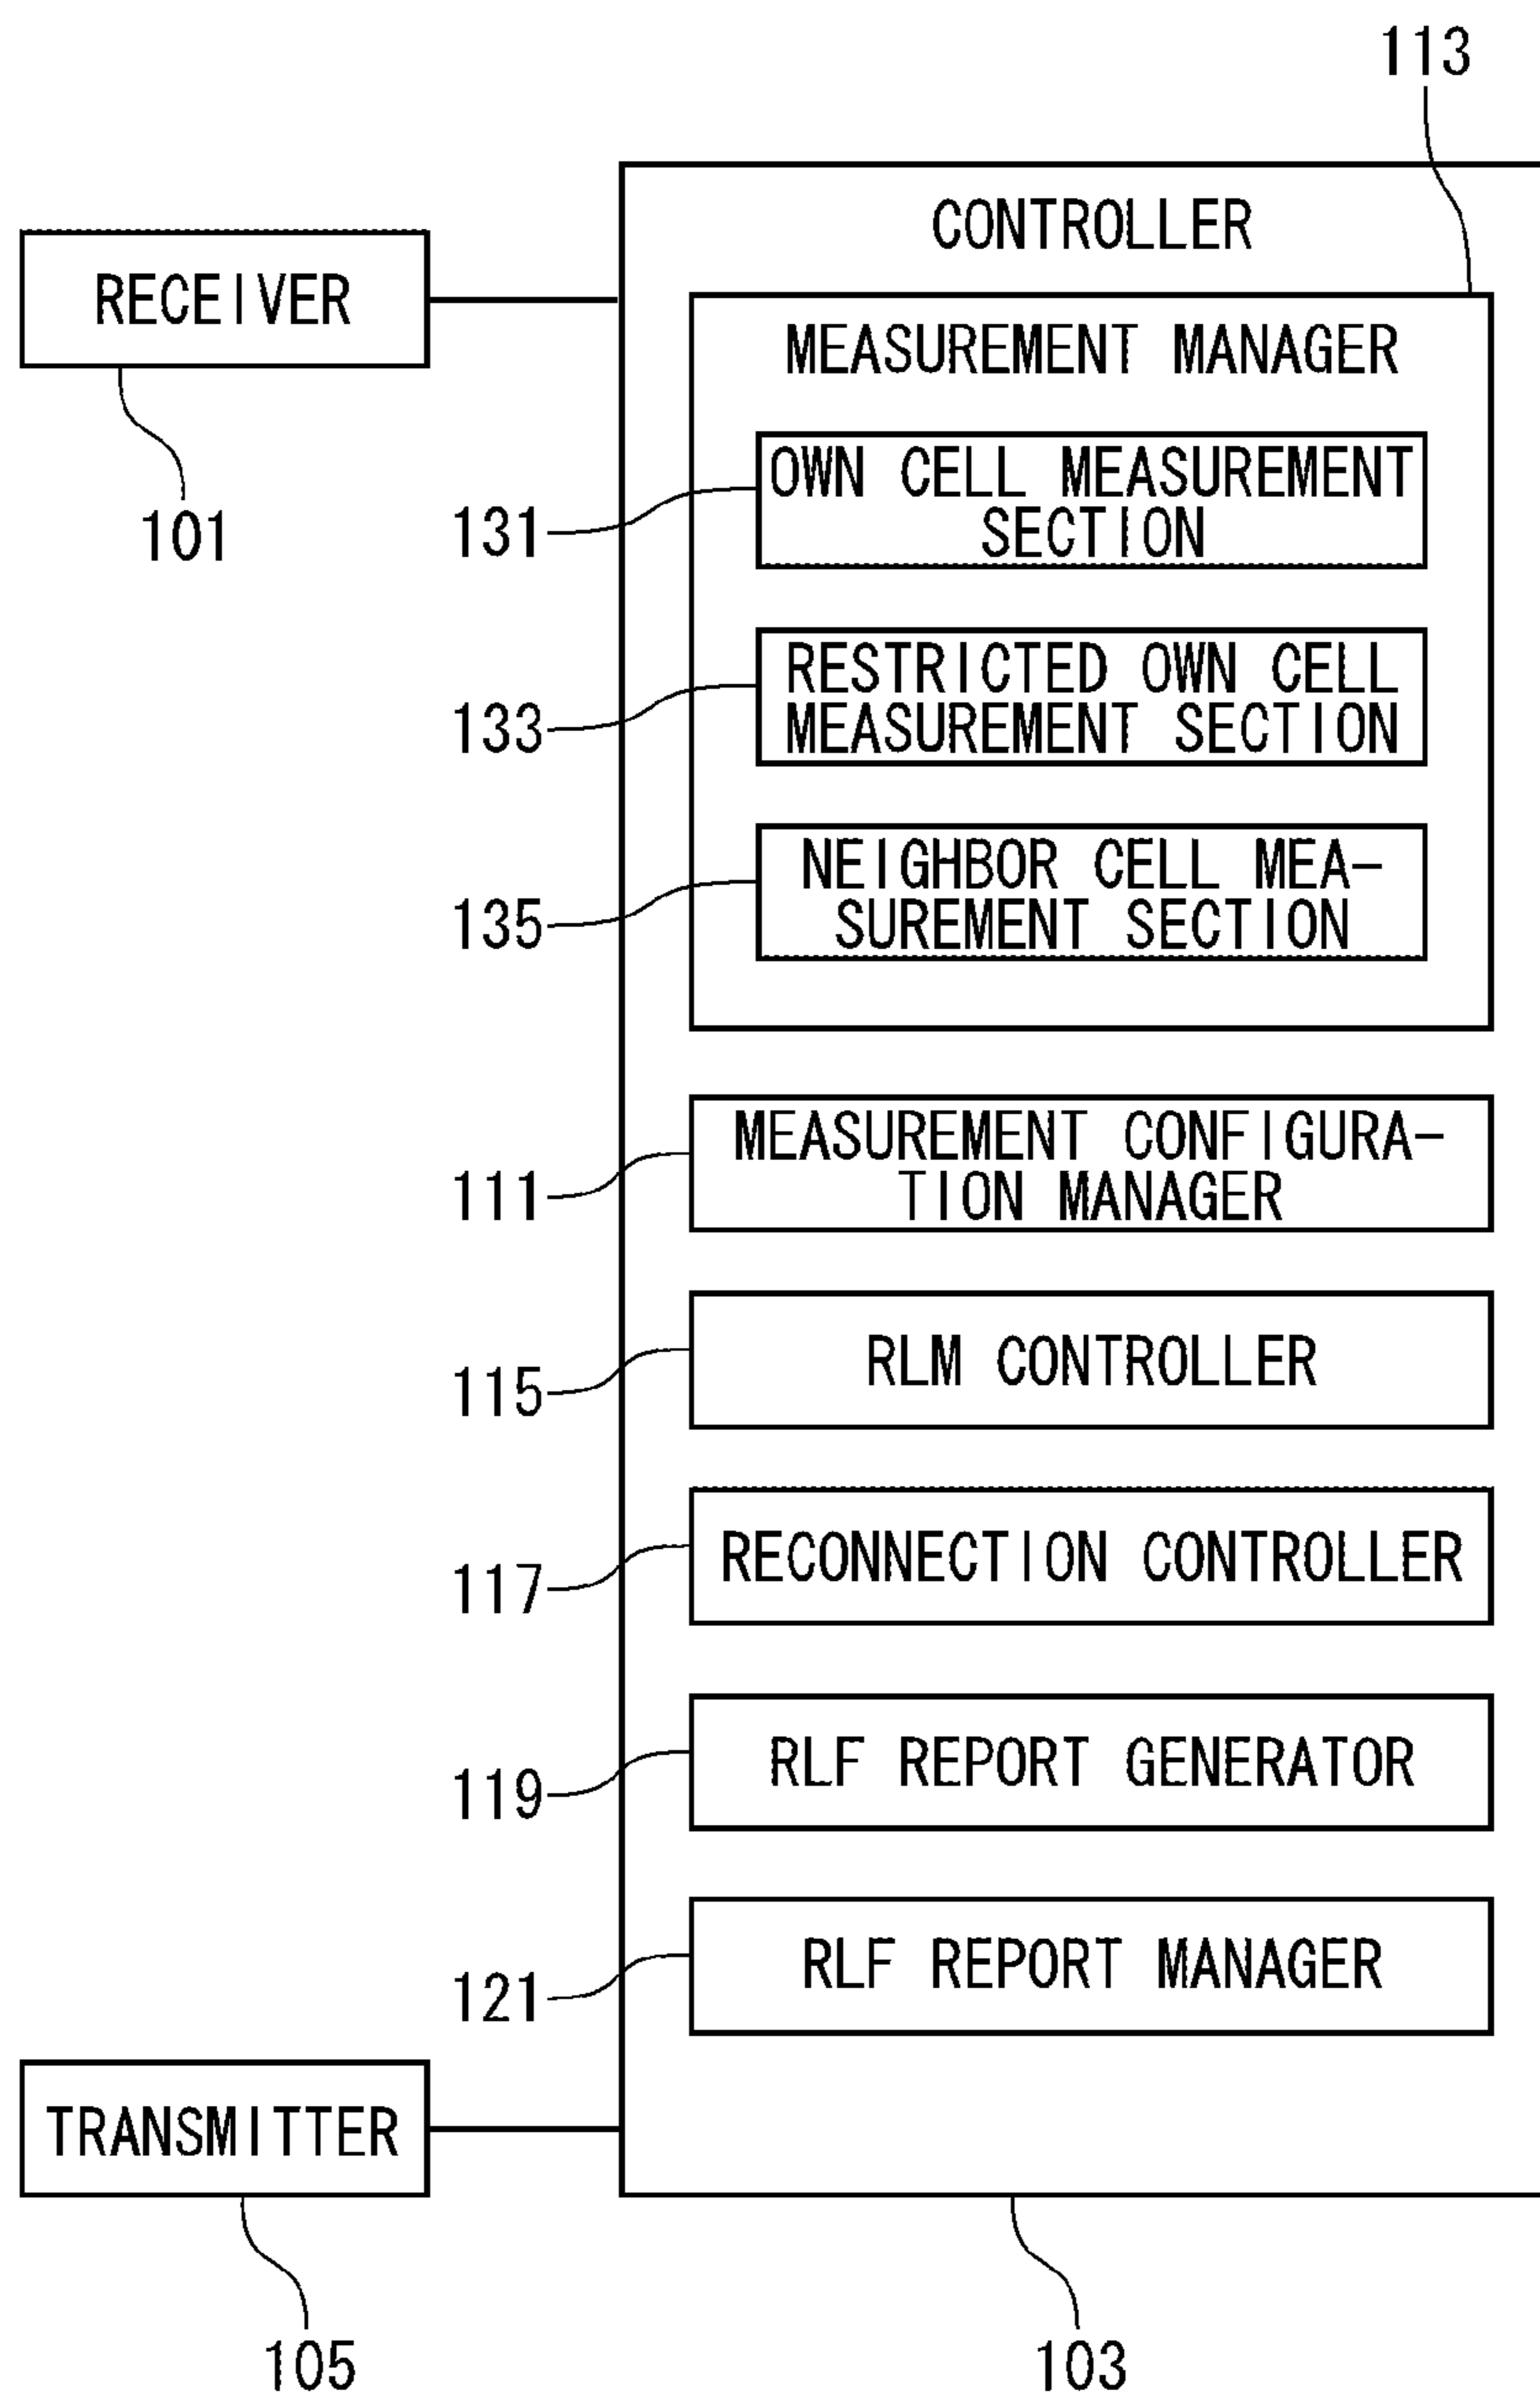 113
CONTROLLER
RECEIVER
101
MEASUREMENT MANAGER
OWN CELL MEASUREMENT
SECTION
131
RESTRICTED OWN CELL
MEASUREMENT SECTION
133
NEIGHBOR CELL MEA-
SUREMENT SECTION
135
MEASUREMENT CONFIGURA-
TION MANAGER
111
RLM CONTROLLER
115
RECONNECTION CONTROLLER
117
RLF REPORT GENERATOR
119
RLF REPORT MANAGER
121
TRANSMITTER
105
103